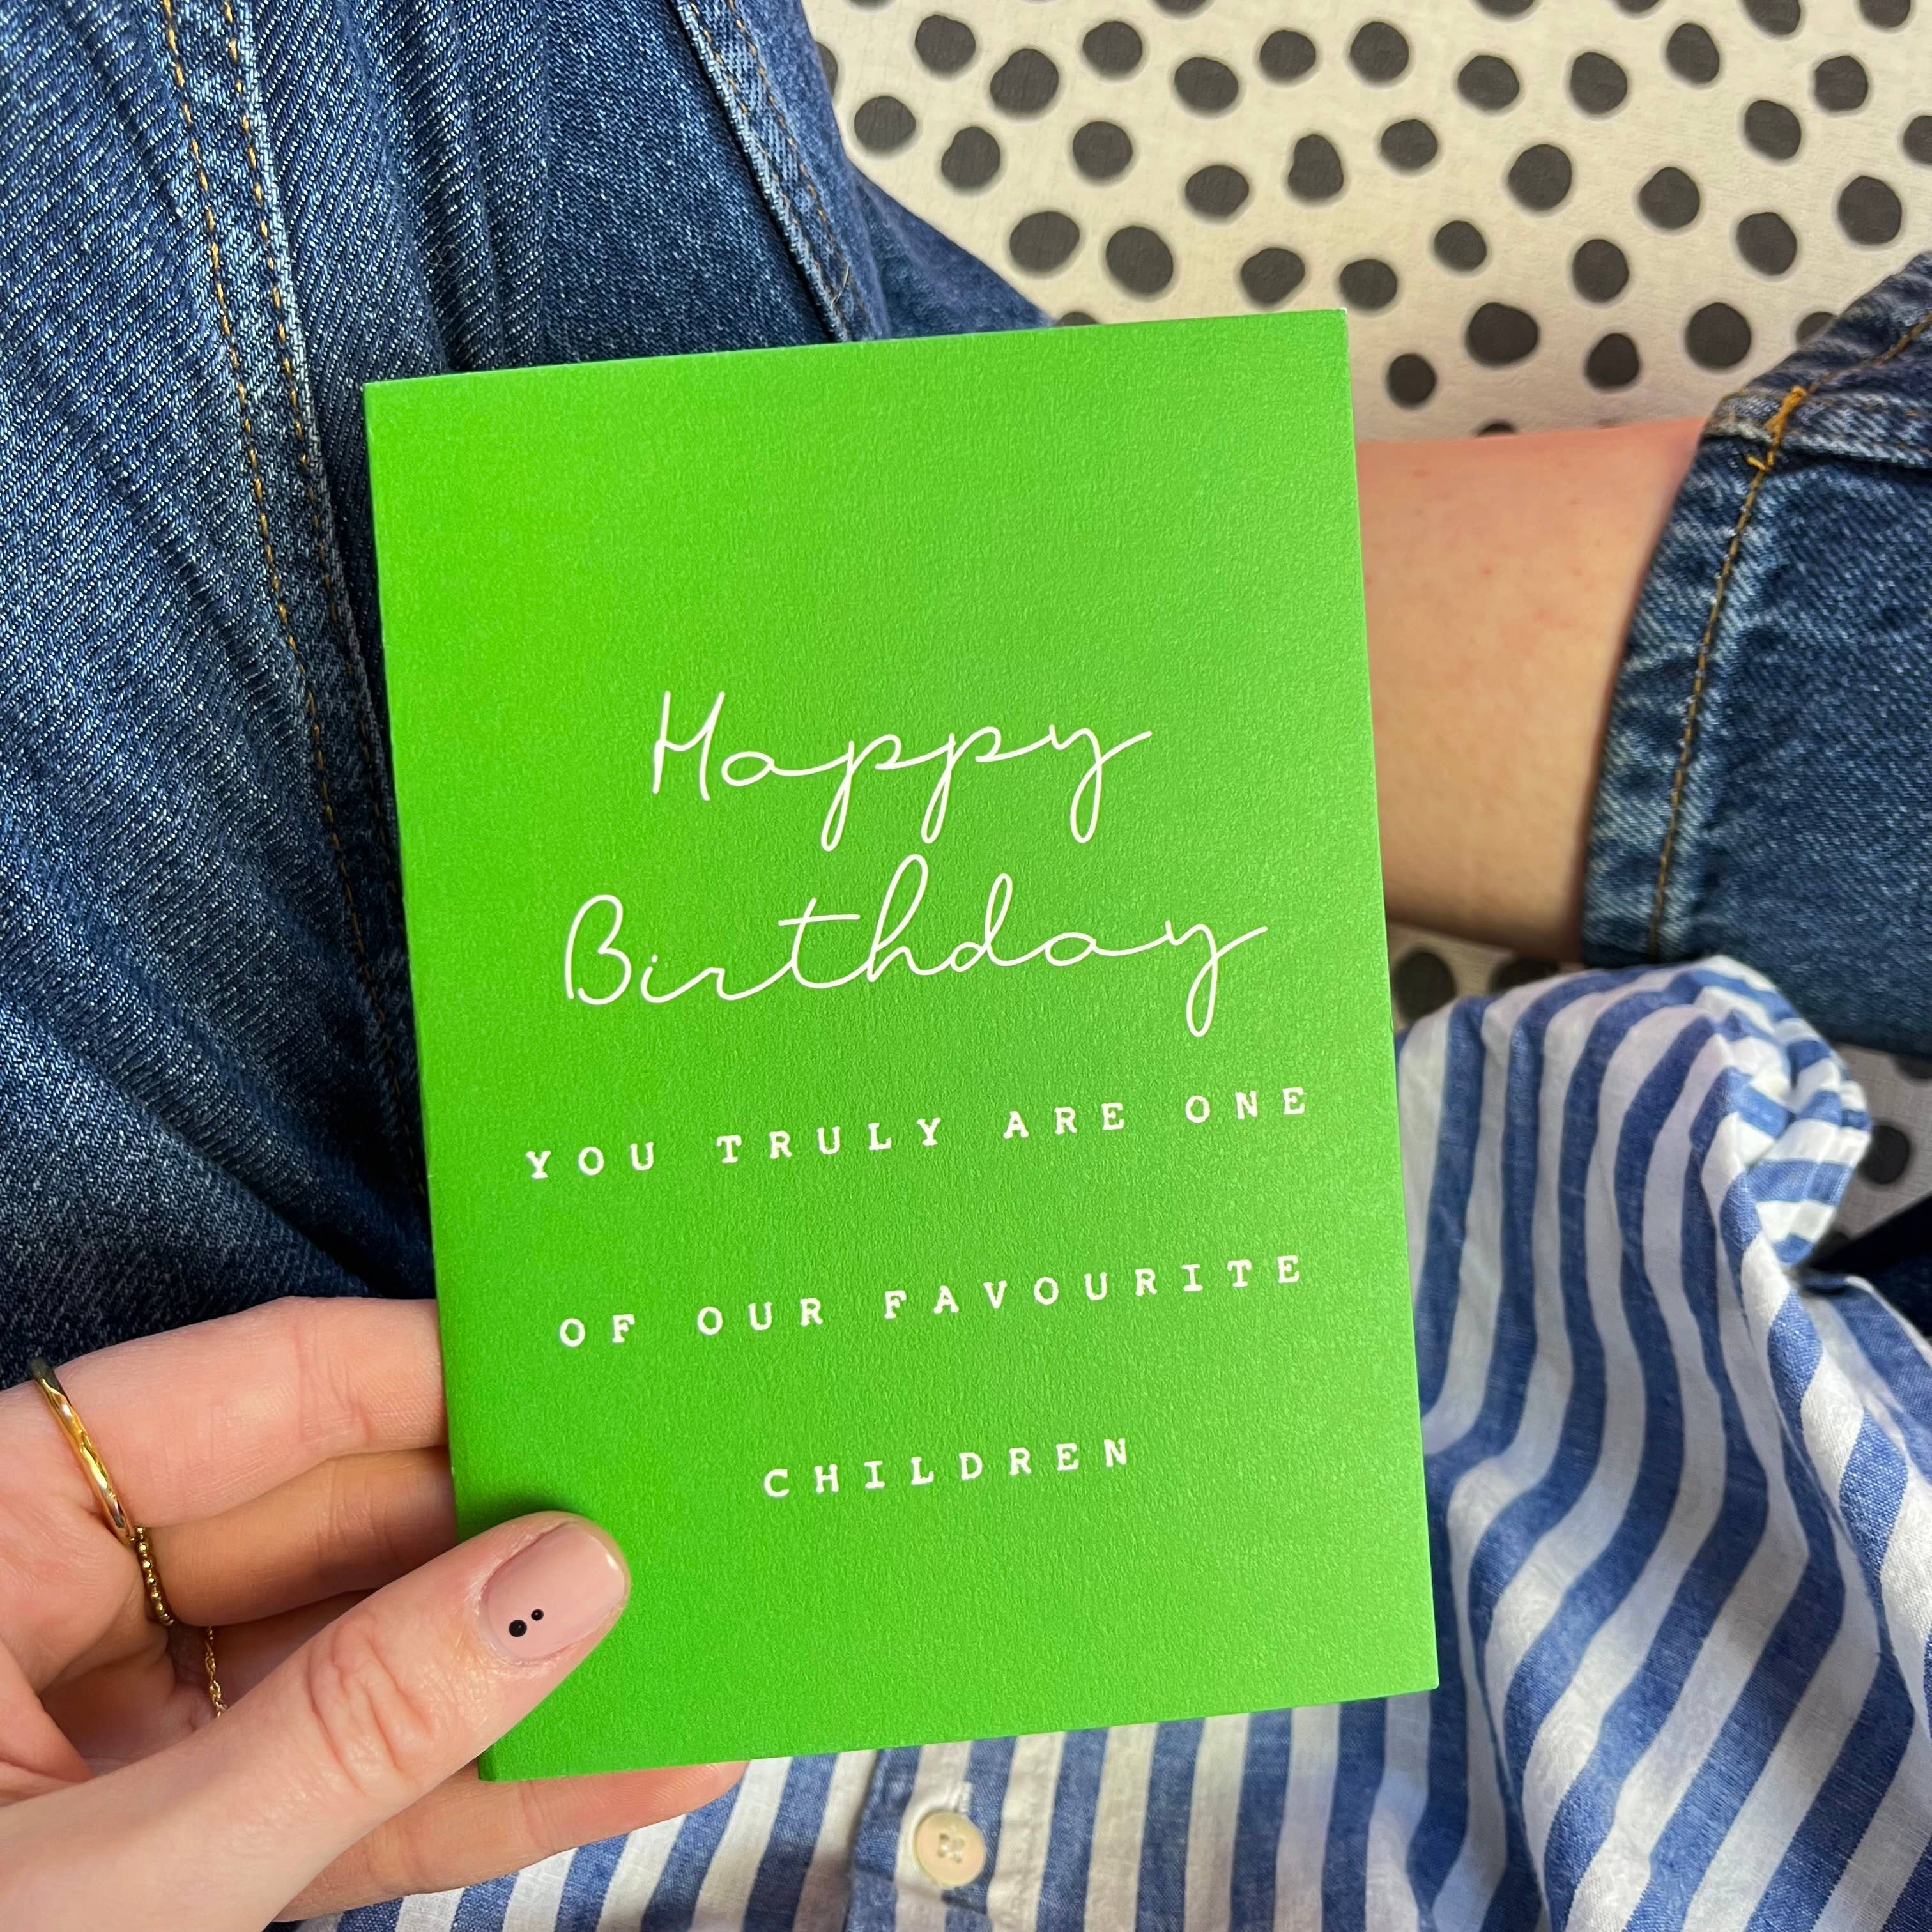 Happy
Birthday
YOU TRULY ARE ONE
OF OUR FAVOURITE
CHILDREN